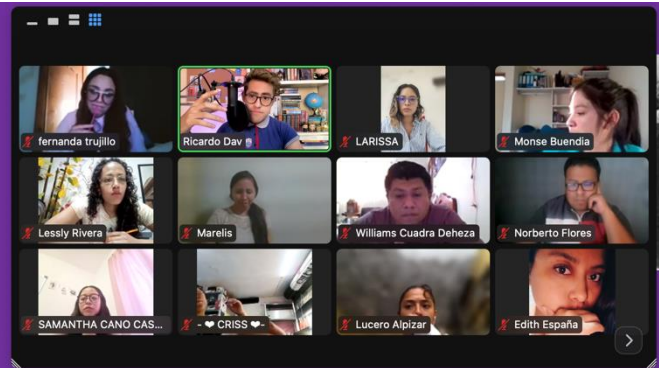 fernanda trujillo
Ricardo Dav
LARISSA
Monse Buendia
Lessly Rivera
Marelis
Williams Cuadra Deheza
Norberto Flores
SAMANTHA CANO CAS...
- ❤ CRISS ❤-
Lucero Alpizar
Edith España